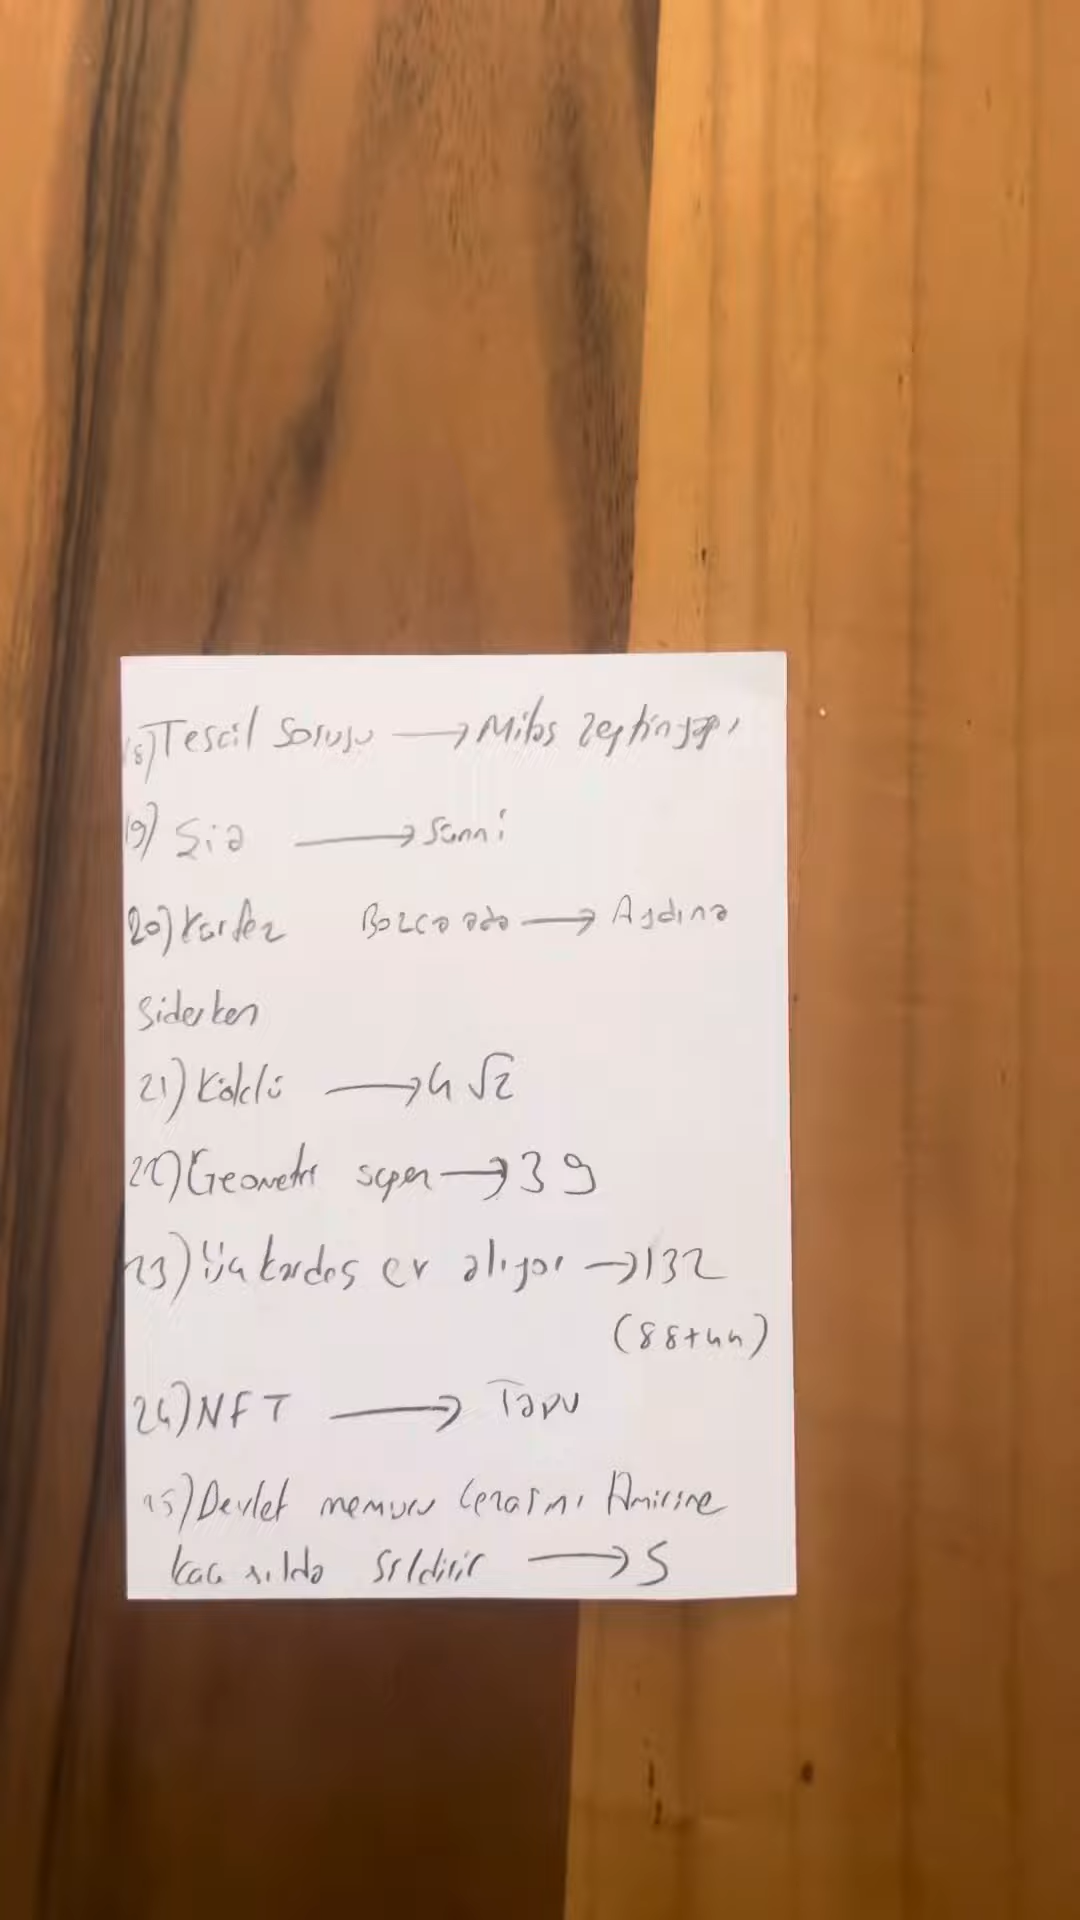 18) Tescil sorusu → Milas zeytinyağı
19) Şia → Sünni
20) Körfez Bozcaada → Aydına
Giderken
21) Köklü → 4√2
22) Geometri süper → 39
23) Üç kardeş ev alıyor → 132
(88+44)
24) NFT → Tapu
25) Devlet memuru Cezasını Amirine
kaç yılda Sildirir → 5